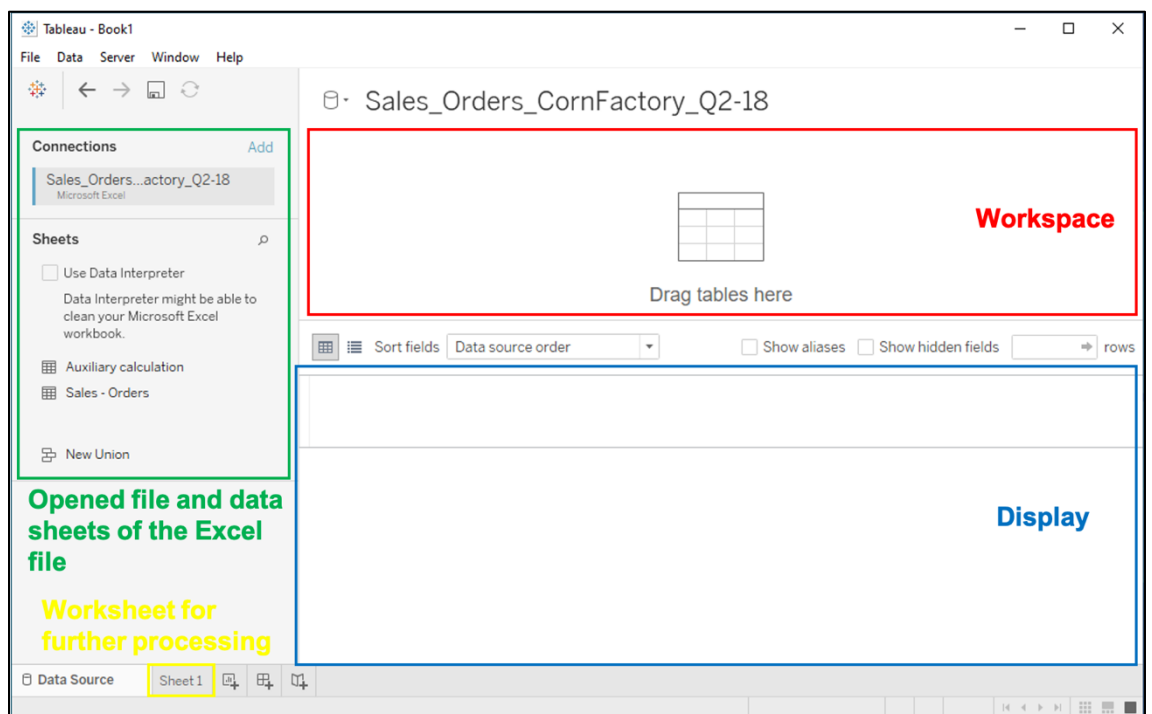 Tableau - Book1
File Data Server Window Help
Sales_Orders_CornFactory_Q2-18
Connections Add
Sales_Orders...actory_Q2-18
Microsoft Excel
Sheets
Use Data Interpreter
Data Interpreter might be able to
clean your Microsoft Excel
workbook.
Auxiliary calculation
Sales - Orders
New Union
Opened file and data
sheets of the Excel
file
Worksheet for
further processing
Workspace
Drag tables here
Sort fields Data source order Show aliases Show hidden fields rows
Display
Data Source Sheet 1